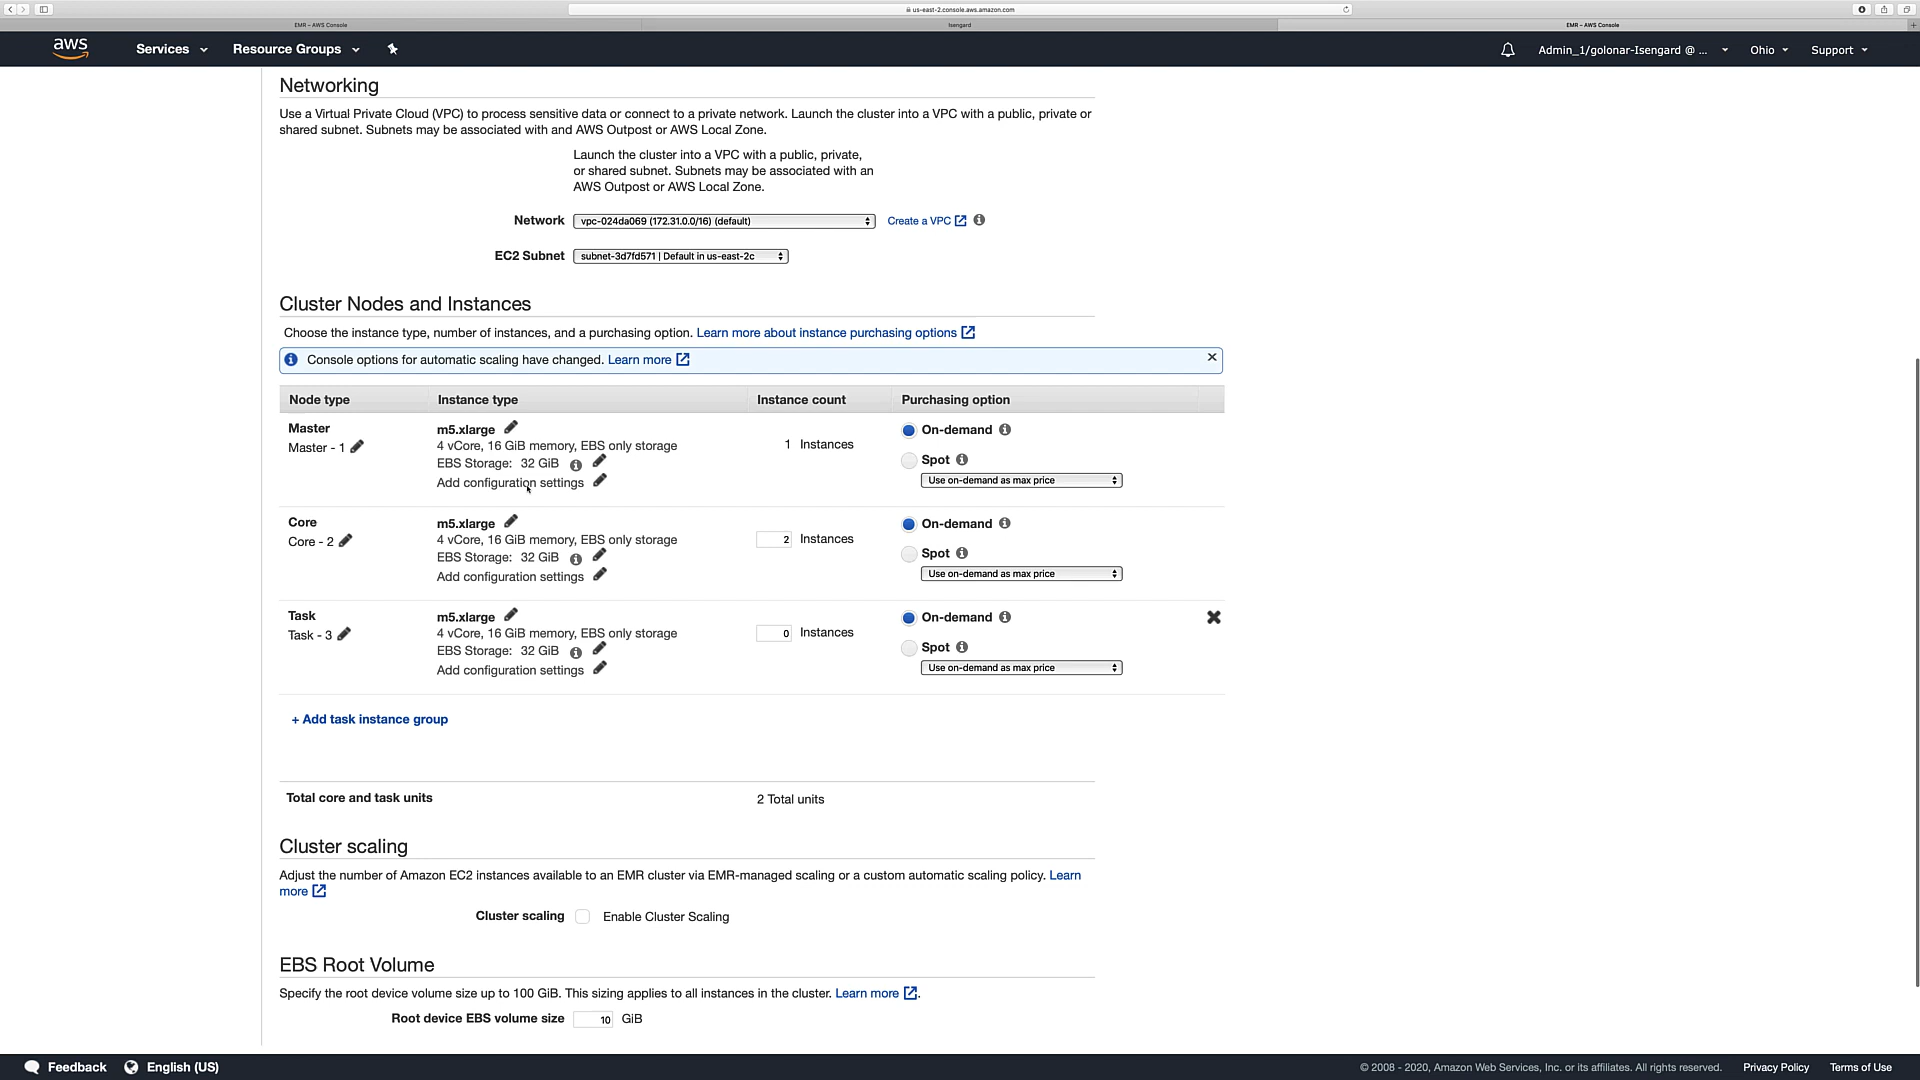 us-east-2.console.aws.amazon.com
EMR – AWS Console
Isengard
EMR – AWS Console
aws
Services
Resource Groups
Admin_1/golonar-Isengard @ ...
Ohio
Support
Networking
Use a Virtual Private Cloud (VPC) to process sensitive data or connect to a private network. Launch the cluster into a VPC with a public, private or
shared subnet. Subnets may be associated with and AWS Outpost or AWS Local Zone.
Launch the cluster into a VPC with a public, private,
or shared subnet. Subnets may be associated with an
AWS Outpost or AWS Local Zone.
Network
vpc-024da069 (172.31.0.0/16) (default)
Create a VPC
EC2 Subnet
subnet-3d7fd571 | Default in us-east-2c
Cluster Nodes and Instances
Choose the instance type, number of instances, and a purchasing option. Learn more about instance purchasing options
Console options for automatic scaling have changed. Learn more
Node type
Instance type
Instance count
Purchasing option
Master
Master - 1
m5.xlarge
4 vCore, 16 GiB memory, EBS only storage
EBS Storage: 32 GiB
Add configuration settings
1 Instances
On-demand
Spot
Use on-demand as max price
Core
Core - 2
m5.xlarge
4 vCore, 16 GiB memory, EBS only storage
EBS Storage: 32 GiB
Add configuration settings
2 Instances
On-demand
Spot
Use on-demand as max price
Task
Task - 3
m5.xlarge
4 vCore, 16 GiB memory, EBS only storage
EBS Storage: 32 GiB
Add configuration settings
0 Instances
On-demand
Spot
Use on-demand as max price
+ Add task instance group
Total core and task units
2 Total units
Cluster scaling
Adjust the number of Amazon EC2 instances available to an EMR cluster via EMR-managed scaling or a custom automatic scaling policy. Learn
more
Cluster scaling
Enable Cluster Scaling
EBS Root Volume
Specify the root device volume size up to 100 GiB. This sizing applies to all instances in the cluster. Learn more .
Root device EBS volume size
10 GiB
Feedback
English (US)
© 2008 - 2020, Amazon Web Services, Inc. or its affiliates. All rights reserved.
Privacy Policy
Terms of Use